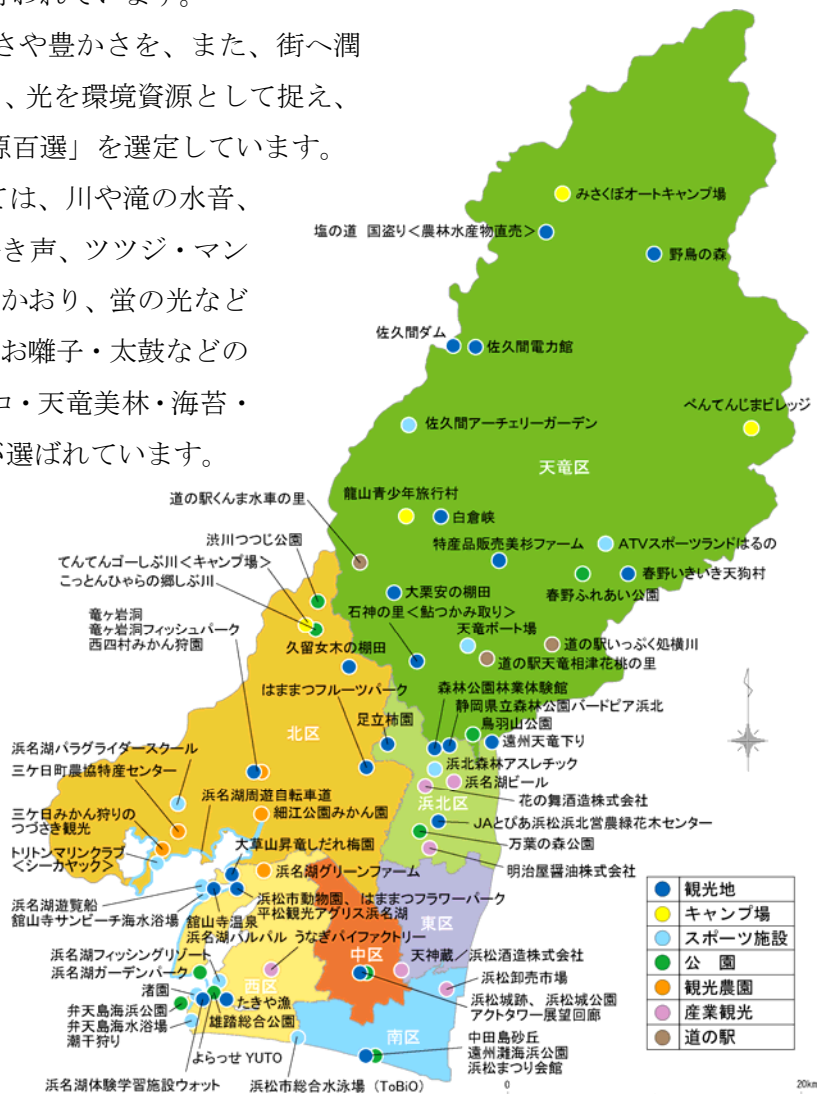 さや豊かさを、また、街へ潤
、光を環境資源として捉え、
原百選」を選定しています。
ては、川や滝の水音、
き声、ツツジ・マン
かおり、蛍の光など
お囃子・太鼓などの
・天竜美林・海苔・
選ばれています。
みさくぼオートキャンプ場
塩の道 国盗り<農林水産物直売>
野鳥の森
佐久間ダム
佐久間電力館
佐久間アーチェリーガーデン
べんてんじまビレッジ
天竜区
龍山青少年旅行村
白倉峡
道の駅くんま水車の里
特産品販売美杉ファーム
ATVスポーツランドはるの
渋川つつじ公園
てんてんゴーしぶ川<キャンプ場>
こっとんひゃらの郷しぶ川
大栗安の棚田
春野いきいき天狗村
春野ふれあい公園
石神の里<鮎つかみ取り>
竜ヶ岩洞
竜ヶ岩洞フィッシュパーク
西四村みかん狩園
天竜ボート場
道の駅いっぷく処横川
道の駅天竜相津花桃の里
久留女木の棚田
はままつフルーツパーク
森林公園林業体験館
静岡県立森林公園バードピア浜北
鳥羽山公園
足立柿園
北区
遠州天竜下り
浜名湖パラグライダースクール
三ケ日町農協特産センター
浜北森林アスレチック
浜名湖ビール
浜名湖周遊自転車道
花の舞酒造株式会社
浜北区
三ケ日みかん狩りの
つづさき観光
細江公園みかん園
JAとぴあ浜松浜北営農緑花木センター
トリトンマリンクラブ
<シーカヤック>
大草山昇竜しだれ梅園
万葉の森公園
浜名湖グリーンファーム
明治屋醤油株式会社
浜名湖遊覧船
舘山寺サンビーチ海水浴場
舘山寺温泉
浜松市動物園、はままつフラワーパーク
平松観光アグリス浜名湖
東区
浜名湖パルパル
うなぎパイファクトリー
浜名湖フィッシングリゾート
浜名湖ガーデンパーク
西区
中区
天神蔵/浜松酒造株式会社
浜松卸売市場
渚園
たきや漁
浜松城跡、浜松城公園
アクトタワー展望回廊
弁天島海浜公園
弁天島海水浴場
潮干狩り
雄踏総合公園
南区
中田島砂丘
遠州灘海浜公園
浜松まつり会館
よらっせ YUTO
浜名湖体験学習施設ウォット
浜松市総合水泳場(ToBiO)
観光地
キャンプ場
スポーツ施設
公 園
観光農園
産業観光
道の駅
0
20km